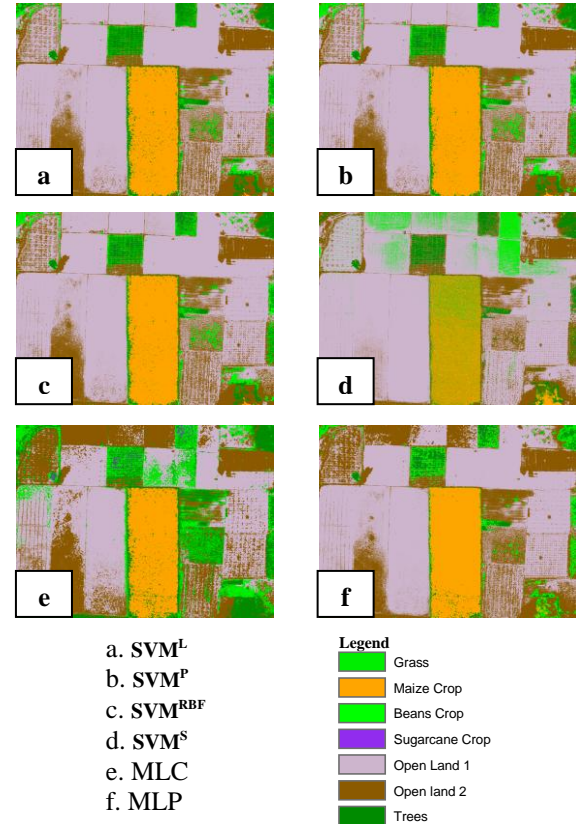 a
b
c
d
e
f
a. SVM^L
b. SVM^P
c. SVM^RBF
d. SVM^S
e. MLC
f. MLP
Legend
Grass
Maize Crop
Beans Crop
Sugarcane Crop
Open Land 1
Open land 2
Trees